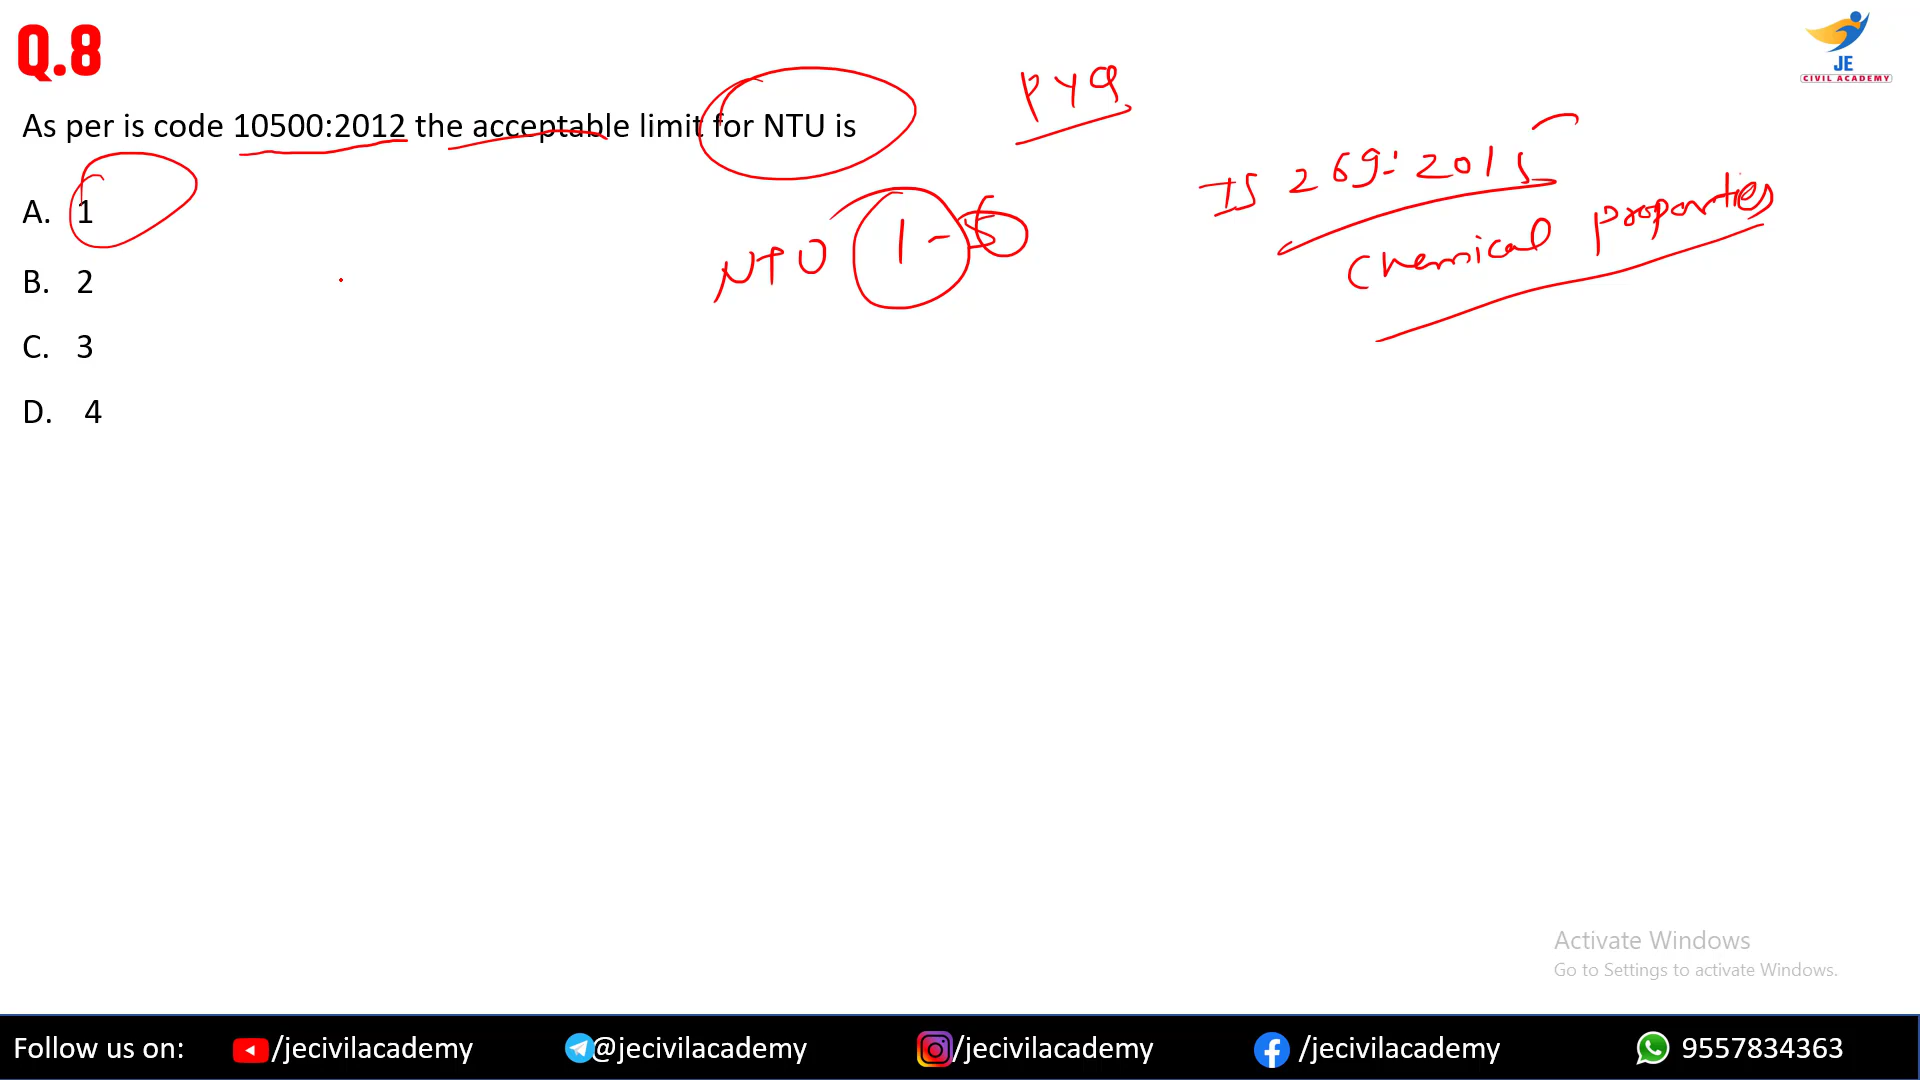 Q.8
JE
CIVIL ACADEMY
PYQ
As per is code 10500:2012 the acceptable limit for NTU is
IS 269:2015
Chemical properties
A. 1
NTU 1-5
B. 2
C. 3
D. 4
Activate Windows
Go to Settings to activate Windows.
Follow us on: /jecivilacademy @jecivilacademy /jecivilacademy /jecivilacademy 9557834363